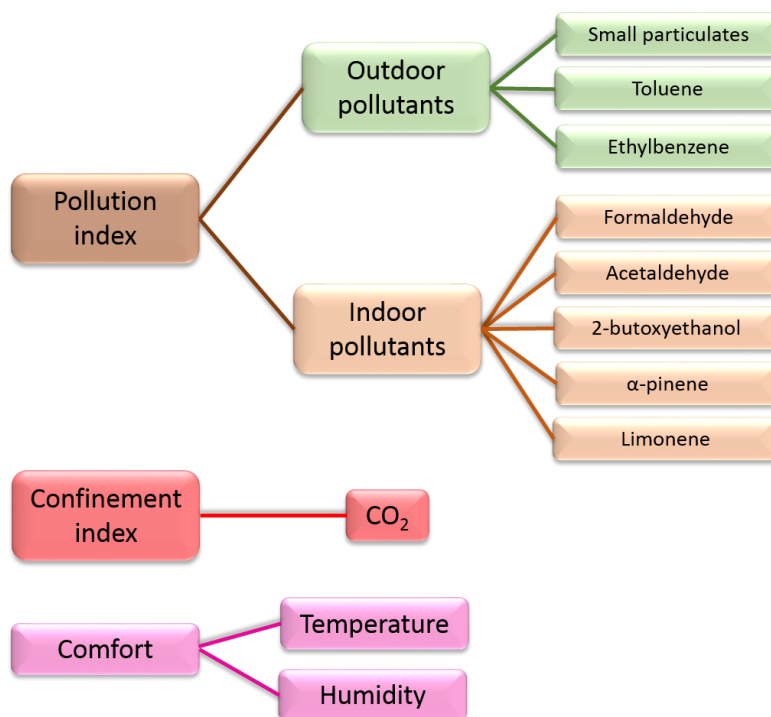 Pollution
index
Outdoor
pollutants
Small particulates
Toluene
Ethylbenzene
Indoor
pollutants
Formaldehyde
Acetaldehyde
2-butoxyethanol
α-pinene
Limonene
Confinement
index
CO₂
Comfort
Temperature
Humidity